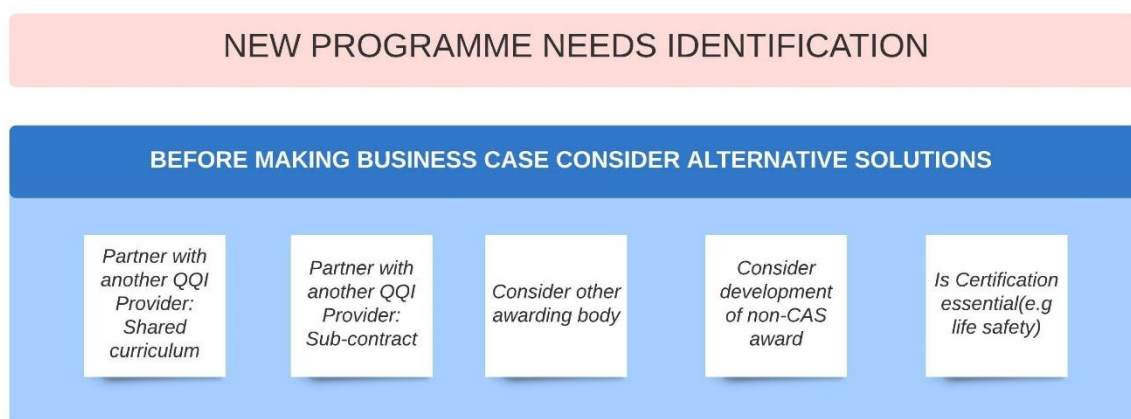 NEW PROGRAMME NEEDS IDENTIFICATION
BEFORE MAKING BUSINESS CASE CONSIDER ALTERNATIVE SOLUTIONS
Partner with
another QQI
Provider:
Shared
curriculum
Partner with
another QQI
Provider:
Sub-contract
Consider other
awarding body
Consider
development
of non-CAS
award
Is Certification
essential(e.g
life safety)